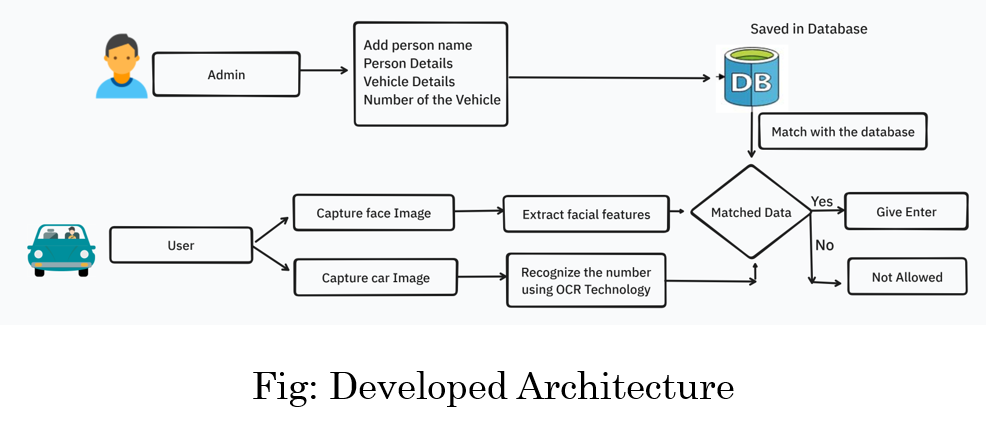 Saved in Database
Admin
Add person name
Person Details
Vehicle Details
Number of the Vehicle
DB
Match with the database
User
Capture face Image
Extract facial features
Matched Data
Yes
Give Enter
No
Capture car Image
Recognize the number
using OCR Technology
Not Allowed
Fig: Developed Architecture